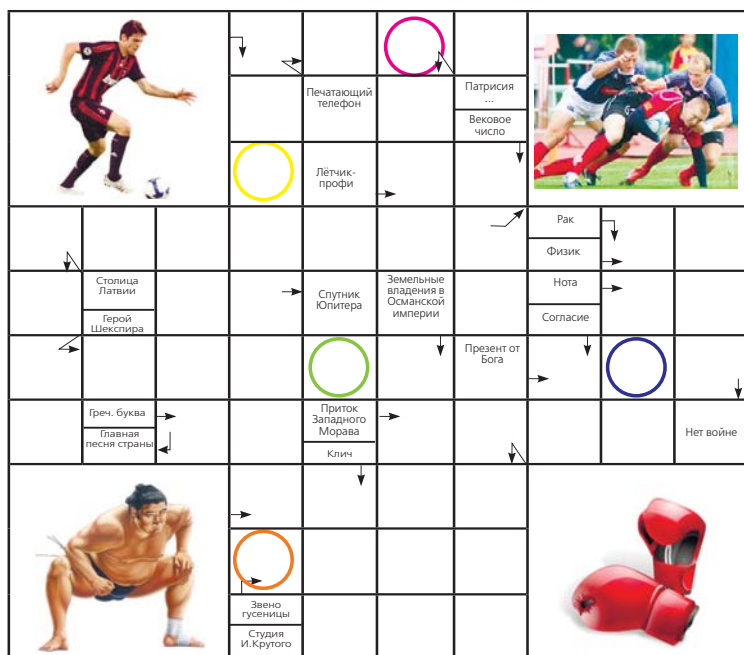 Печатающий
телефон
Патрисия
...
Вековое
число
Лётчик-
профи
Рак
Физик
Столица
Латвии
Герой
Шекспира
Спутник
Юпитера
Земельные
владения в
Османской
империи
Нота
Согласие
Презент от
Бога
Греч. буква
Главная
песня страны
Приток
Западного
Морава
Клич
Нет войне
Звено
гусеницы
Студия
И.Крутого